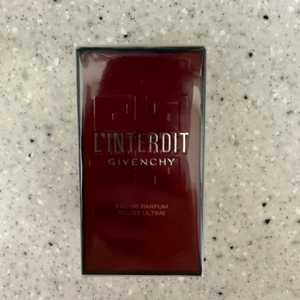 L'INTERDIT
GIVENCHY
EAU DE PARFUM
ROUGE ULTIME